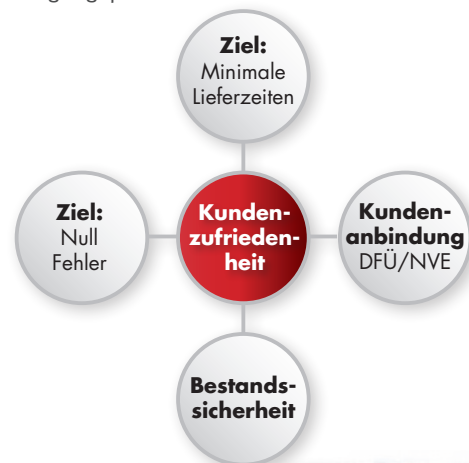 Ziel:
Minimale
Lieferzeiten
Ziel:
Null
Fehler
Kunden-
zufrieden-
heit
Kunden-
anbindung
DFÜ/NVE
Bestands-
sicherheit